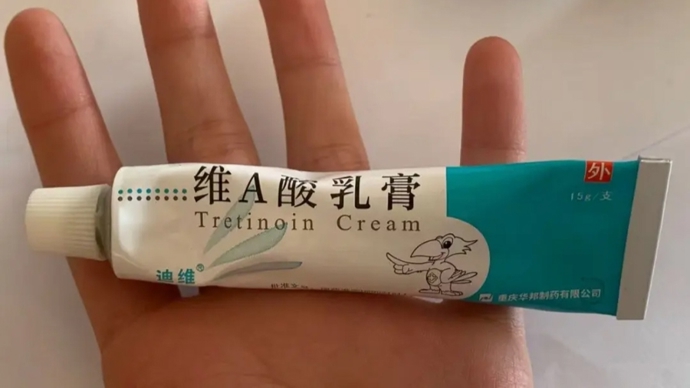 维A酸乳膏
Tretinoin Cream
迪维®
外
15g/支
重庆华邦制药有限公司